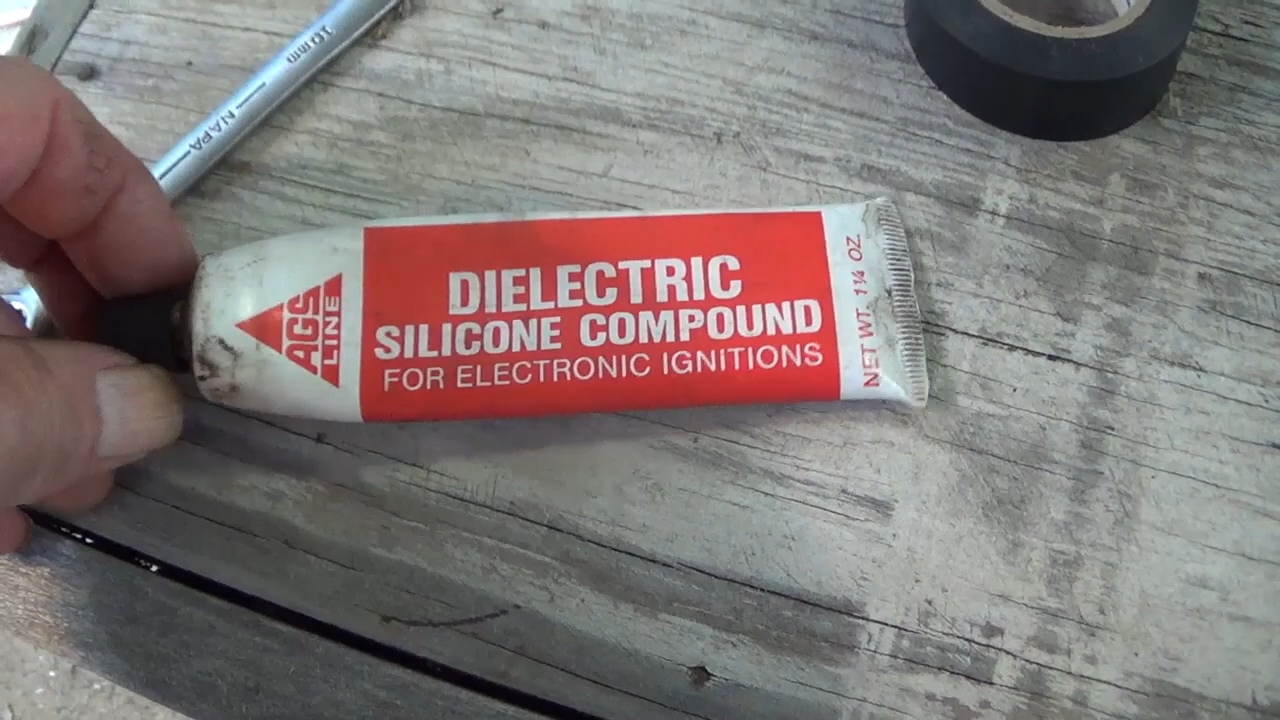 10mm
NAPA
AGS
LINE
DIELECTRIC
SILICONE COMPOUND
FOR ELECTRONIC IGNITIONS
NET WT. 1¼ OZ.